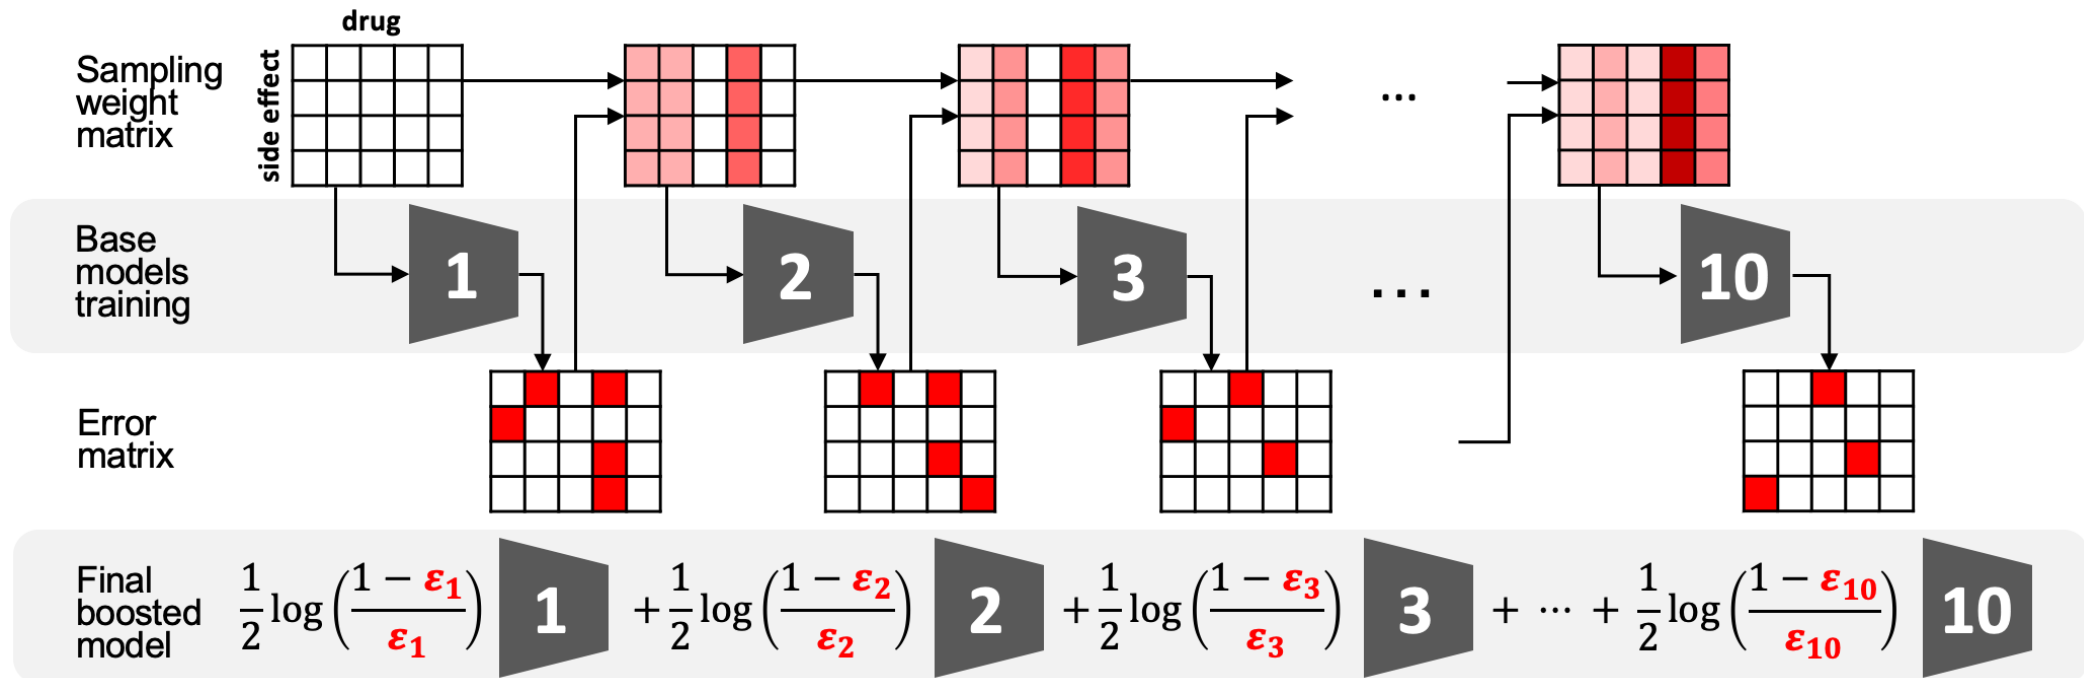 drug
side effect
Sampling
weight
matrix
...
Base
models
training
1
2
3
...
10
Error
matrix
Final
boosted
model
1/2 log((1 − ε1)/ε1) 1 + 1/2 log((1 − ε2)/ε2) 2 + 1/2 log((1 − ε3)/ε3) 3 + ⋯ + 1/2 log((1 − ε10)/ε10) 10